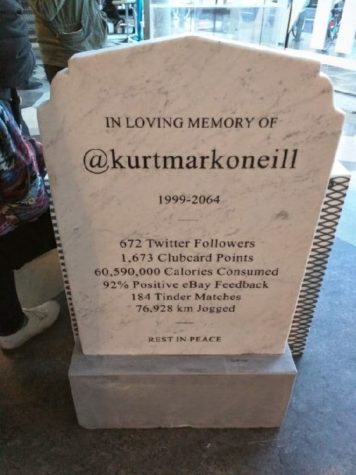 IN LOVING MEMORY OF
@kurtmarkoneill
1999-2064
672 Twitter Followers
1,673 Clubcard Points
60,590,000 Calories Consumed
92% Positive eBay Feedback
184 Tinder Matches
76,928 km Jogged
REST IN PEACE